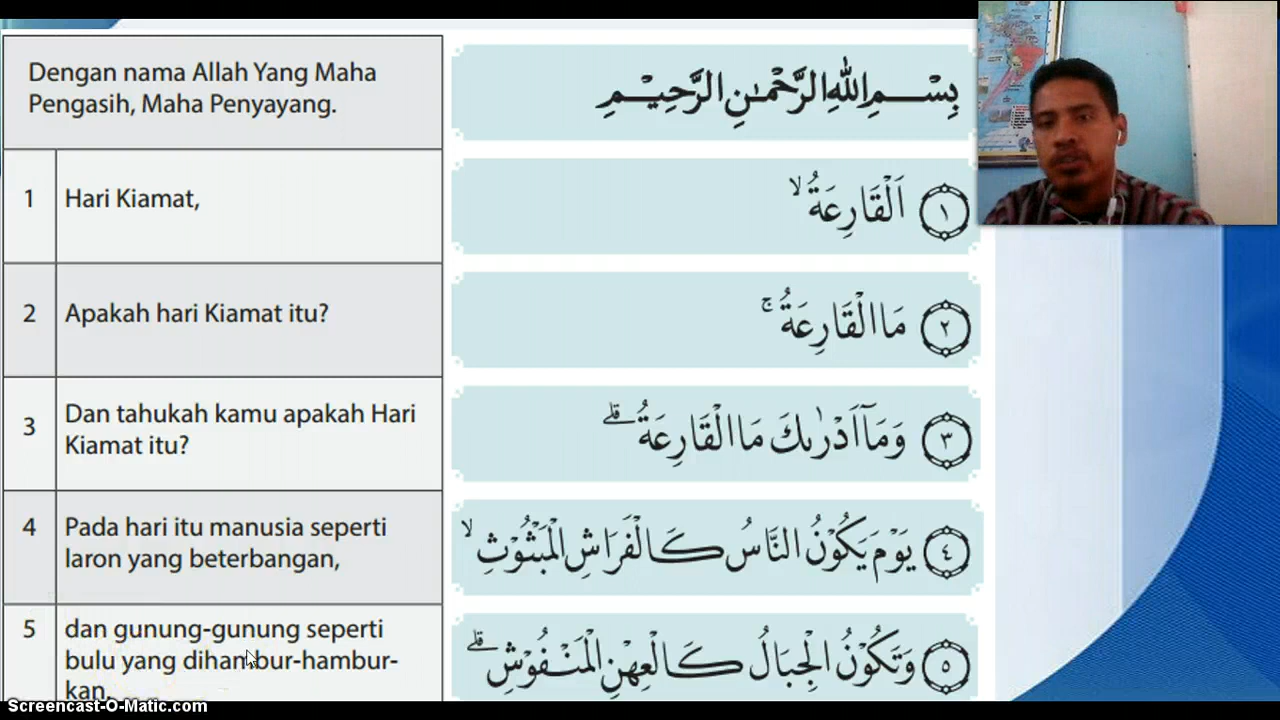 Dengan nama Allah Yang Maha
Pengasih, Maha Penyayang.
بِسْــــمِ اللّٰهِ الرَّحْمٰنِ الرَّحِيْـــمِ
1
Hari Kiamat,
اَلْقَارِعَةُۙ ١
2
Apakah hari Kiamat itu?
مَا الْقَارِعَةُۚ ٢
3
Dan tahukah kamu apakah Hari
Kiamat itu?
وَمَآ اَدْرٰىكَ مَا الْقَارِعَةُۗ ٣
4
Pada hari itu manusia seperti
laron yang beterbangan,
يَوْمَ يَكُوْنُ النَّاسُ كَالْفَرَاشِ الْمَبْثُوْثِۙ ٤
5
dan gunung-gunung seperti
bulu yang dihambur-hambur-
kan.
وَتَكُوْنُ الْجِبَالُ كَالْعِهْنِ الْمَنْفُوْشِۗ ٥
Screencast-O-Matic.com